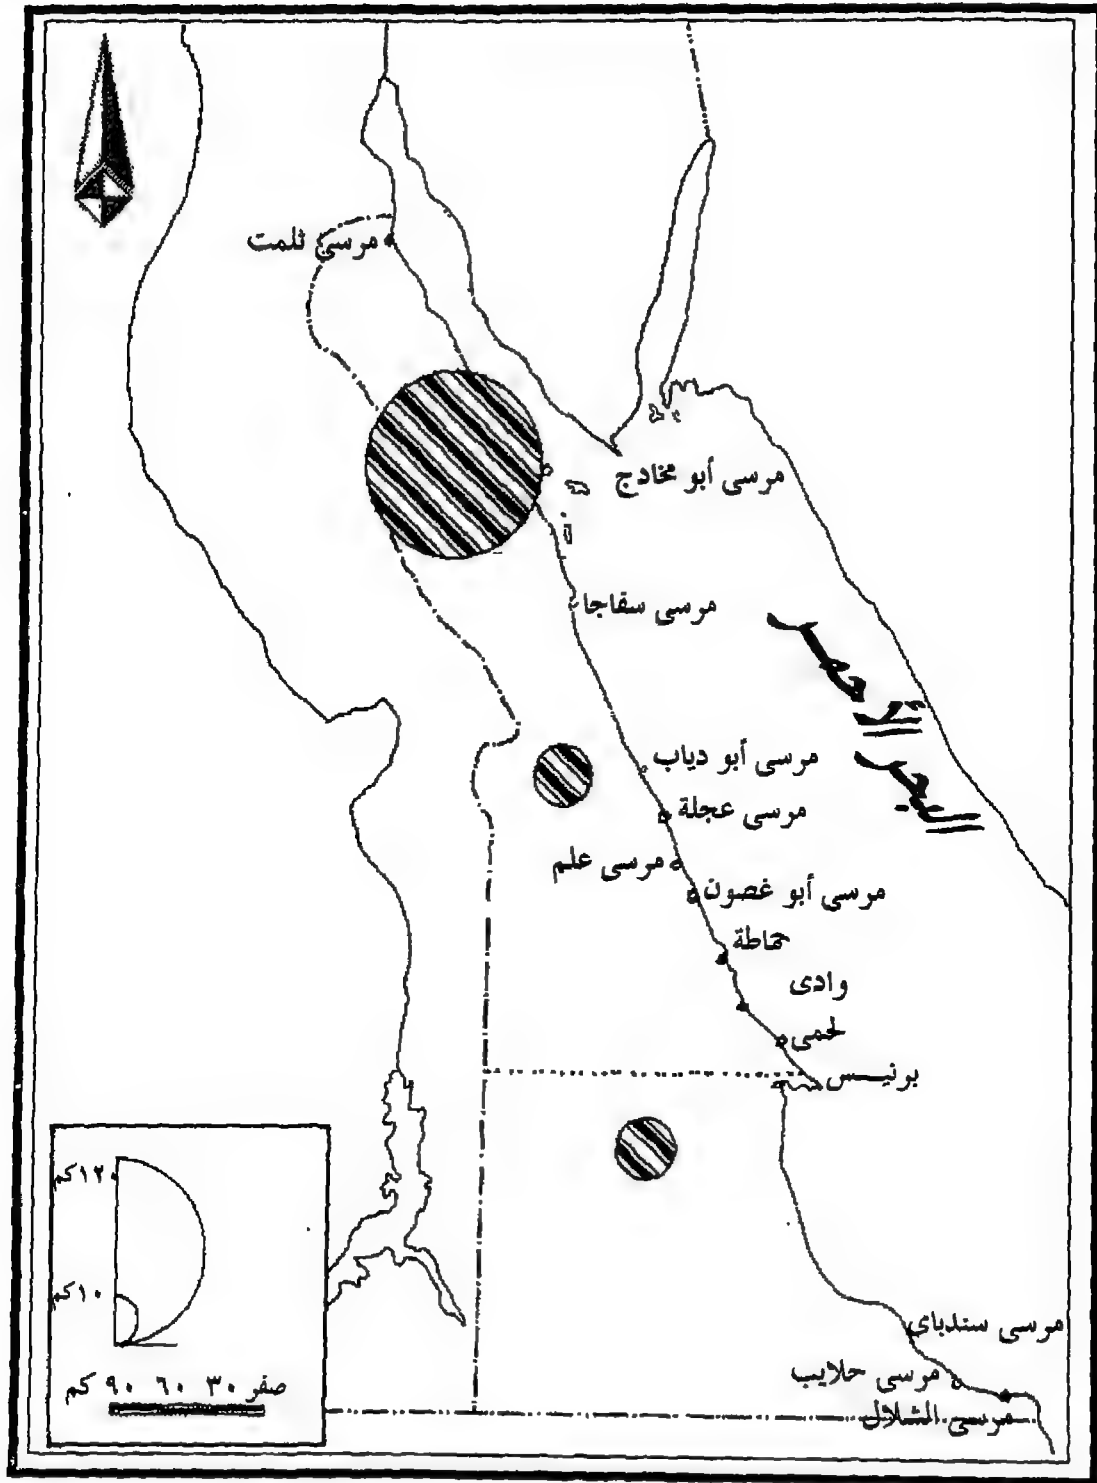 مرسى ثلمت
مرسى أبو مخادج
مرسى سفاجا
البحر الأحمر
مرسى أبو دياب
مرسى عجلة
مرسى علم
مرسى أبو غصون
حماطة
وادى
لحمى
برنيس
١٢٠كم
١٠كم
صفر ٣٠ ٦٠ ٩٠ كم
مرسى سندباى
مرسى حلايب
مرسى الشلال